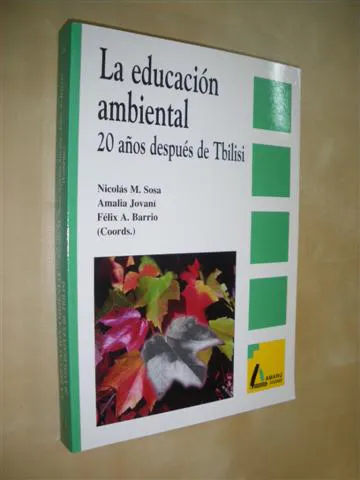 La educación
ambiental
20 años después de Tbilisi
Nicolás M. Sosa
Amalia Jovaní
Félix A. Barrio
(Coords.)
AMARÚ